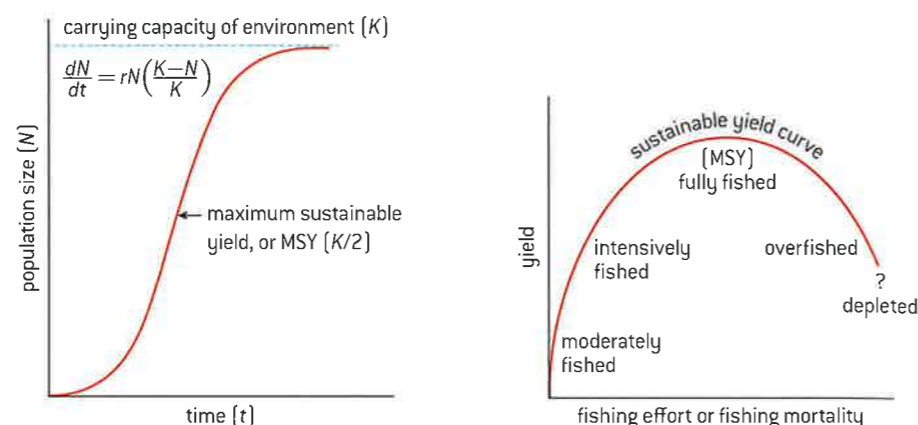 carrying capacity of environment (K)
dN/dt = rN(K−N/K)
maximum sustainable
yield, or MSY (K/2)
population size (N)
time (t)
sustainable yield curve
(MSY)
fully fished
intensively
fished
overfished
?
depleted
moderately
fished
yield
fishing effort or fishing mortality